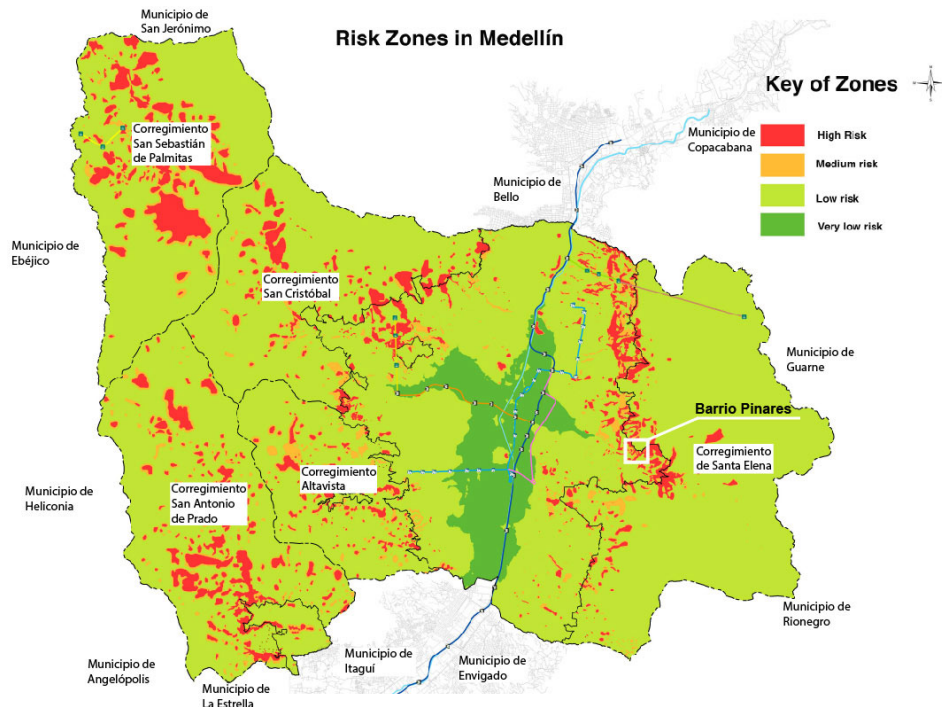 Municipio de
San Jerónimo
Risk Zones in Medellín
Key of Zones
High Risk
Medium risk
Low risk
Very low risk
Municipio de
Copacabana
Corregimiento
San Sebastián
de Palmitas
Municipio de
Bello
Municipio de
Ebéjico
Corregimiento
San Cristóbal
Municipio de
Guarne
Barrio Pinares
Corregimiento
de Santa Elena
Corregimiento
Altavista
Municipio de
Heliconia
Corregimiento
San Antonio
de Prado
Municipio de
Rionegro
Municipio de
Itaguí
Municipio de
Envigado
Municipio de
Angelópolis
Municipio de
La Estrella